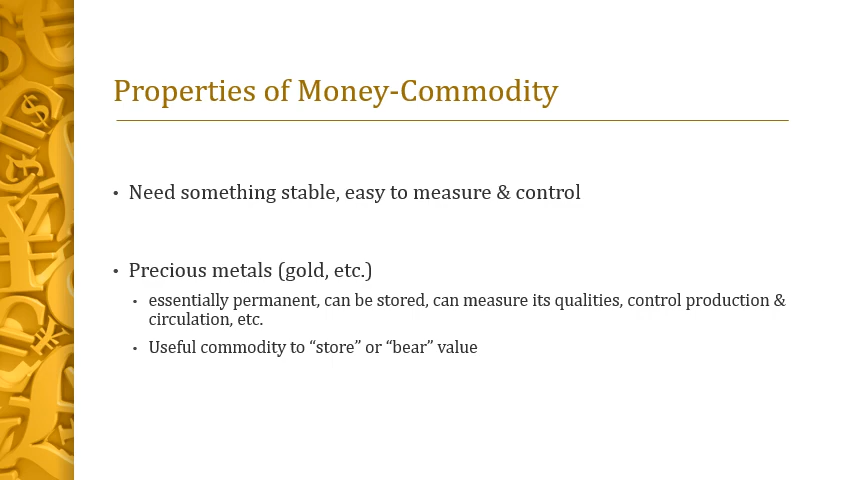 Properties of Money-Commodity
• Need something stable, easy to measure & control
• Precious metals (gold, etc.)
• essentially permanent, can be stored, can measure its qualities, control production &
circulation, etc.
• Useful commodity to “store” or “bear” value